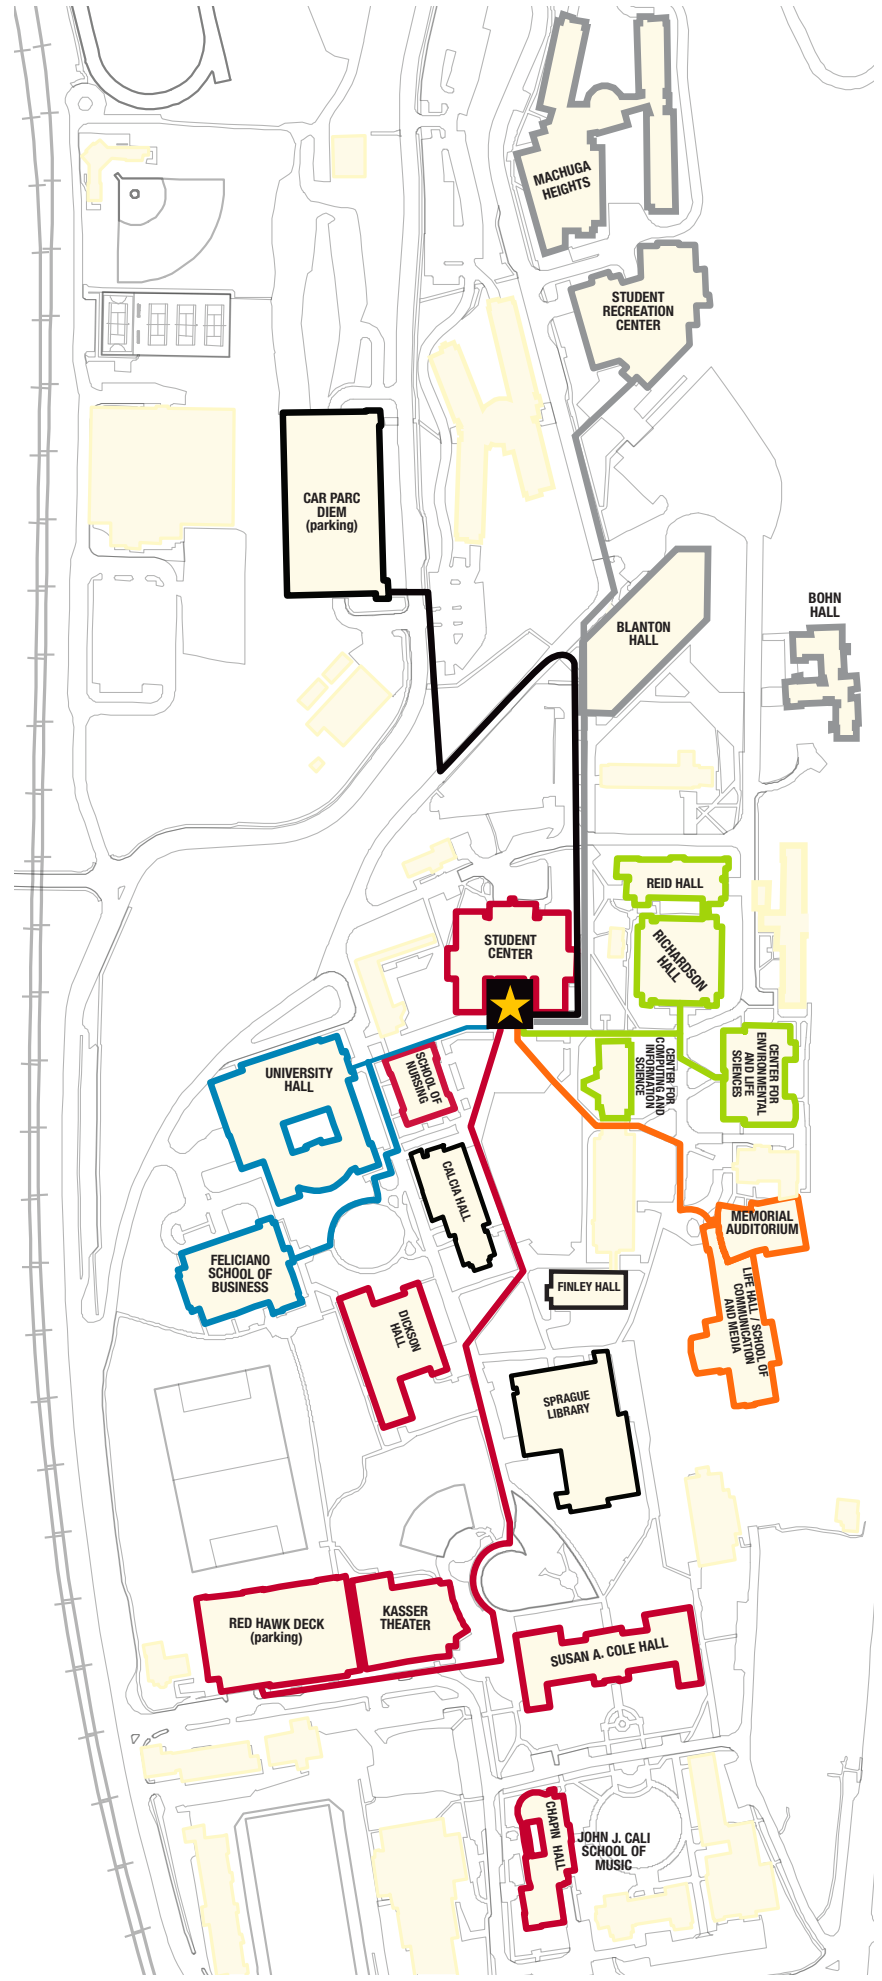 MACHUGA
HEIGHTS
STUDENT
RECREATION
CENTER
CAR PARC
DIEM
(parking)
BOHN
HALL
BLANTON
HALL
REID HALL
STUDENT
CENTER
RICHARDSON
HALL
CENTER FOR
COMPUTING AND
INFORMATION
SCIENCE
CENTER FOR
ENVIRONMENTAL
AND LIFE
SCIENCES
UNIVERSITY
HALL
SCHOOL OF
NURSING
CALCIA HALL
MEMORIAL
AUDITORIUM
FELICIANO
SCHOOL OF
BUSINESS
FINLEY HALL
LIFE HALL / SCHOOL OF
COMMUNICATION
AND MEDIA
DICKSON
HALL
SPRAGUE
LIBRARY
RED HAWK DECK
(parking)
KASSER
THEATER
SUSAN A. COLE HALL
CHAPIN HALL
JOHN J. CALI
SCHOOL OF
MUSIC